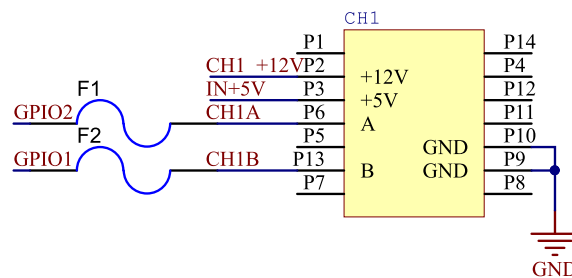 CH1
P1 P14
CH1 +12V P2 +12V P4
IN+5V P3 +5V P12
F1
GPIO2 CH1A P6 A P11
P5 GND P10
F2
GPIO1 CH1B P13 B GND P9
P7 P8
GND